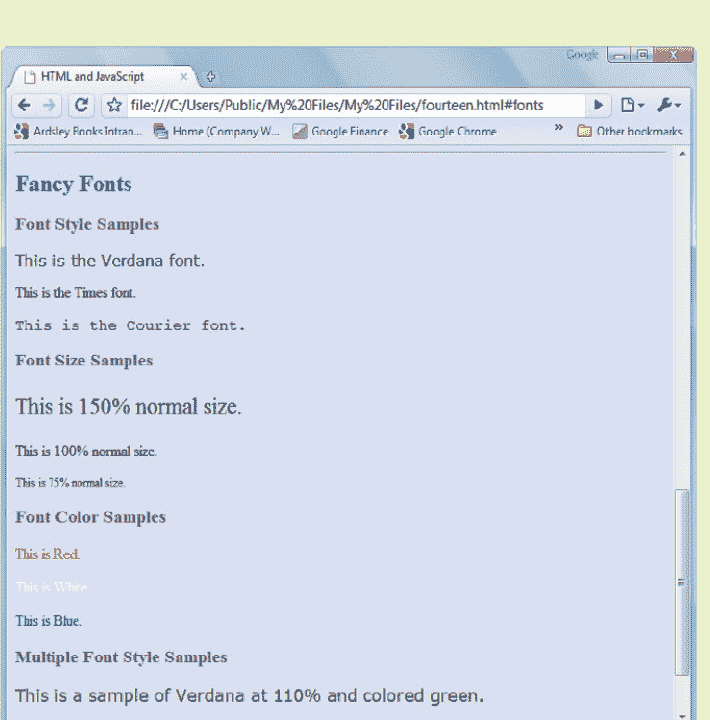 Google
HTML and JavaScript
file:///C:/Users/Public/My%20Files/My%20Files/fourteen.html#fonts
Ardsley Books Intran... Home (Company W... Google Finance Google Chrome » Other bookmarks
Fancy Fonts
Font Style Samples
This is the Verdana font.
This is the Times font.
This is the Courier font.
Font Size Samples
This is 150% normal size.
This is 100% normal size.
This is 75% normal size.
Font Color Samples
This is Red.
This is White.
This is Blue.
Multiple Font Style Samples
This is a sample of Verdana at 110% and colored green.